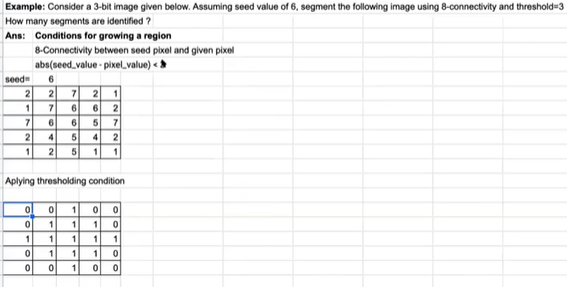 Example: Consider a 3-bit image given below. Assuming seed value of 6, segment the following image using 8-connectivity and threshold=3
How many segments are identified ?
Ans: Conditions for growing a region
8-Connectivity between seed pixel and given pixel
abs(seed_value - pixel_value) <
seed= 6
2 2 7 2 1
1 7 6 6 2
7 6 6 5 7
2 4 5 4 2
1 2 5 1 1
Aplying thresholding condition
0 0 1 0 0
0 1 1 1 0
1 1 1 1 1
0 1 1 1 0
0 0 1 0 0